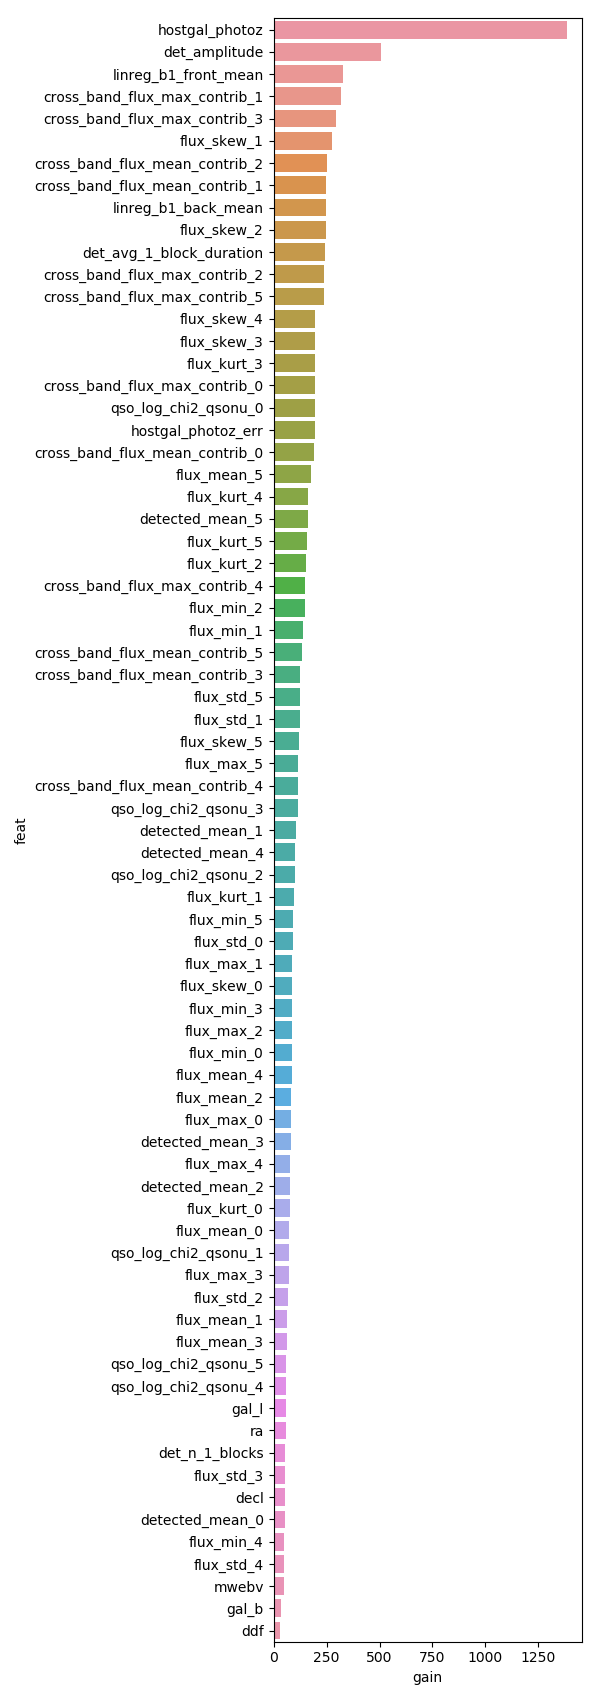 hostgal_photoz
det_amplitude
linreg_b1_front_mean
cross_band_flux_max_contrib_1
cross_band_flux_max_contrib_3
flux_skew_1
cross_band_flux_mean_contrib_2
cross_band_flux_mean_contrib_1
linreg_b1_back_mean
flux_skew_2
det_avg_1_block_duration
cross_band_flux_max_contrib_2
cross_band_flux_max_contrib_5
flux_skew_4
flux_skew_3
flux_kurt_3
cross_band_flux_max_contrib_0
qso_log_chi2_qsonu_0
hostgal_photoz_err
cross_band_flux_mean_contrib_0
flux_mean_5
flux_kurt_4
detected_mean_5
flux_kurt_5
flux_kurt_2
cross_band_flux_max_contrib_4
flux_min_2
flux_min_1
cross_band_flux_mean_contrib_5
cross_band_flux_mean_contrib_3
flux_std_5
flux_std_1
flux_skew_5
flux_max_5
cross_band_flux_mean_contrib_4
qso_log_chi2_qsonu_3
detected_mean_1
feat
detected_mean_4
qso_log_chi2_qsonu_2
flux_kurt_1
flux_min_5
flux_std_0
flux_max_1
flux_skew_0
flux_min_3
flux_max_2
flux_min_0
flux_mean_4
flux_mean_2
flux_max_0
detected_mean_3
flux_max_4
detected_mean_2
flux_kurt_0
flux_mean_0
qso_log_chi2_qsonu_1
flux_max_3
flux_std_2
flux_mean_1
flux_mean_3
qso_log_chi2_qsonu_5
qso_log_chi2_qsonu_4
gal_l
ra
det_n_1_blocks
flux_std_3
decl
detected_mean_0
flux_min_4
flux_std_4
mwebv
gal_b
ddf
0 250 500 750 1000 1250
gain